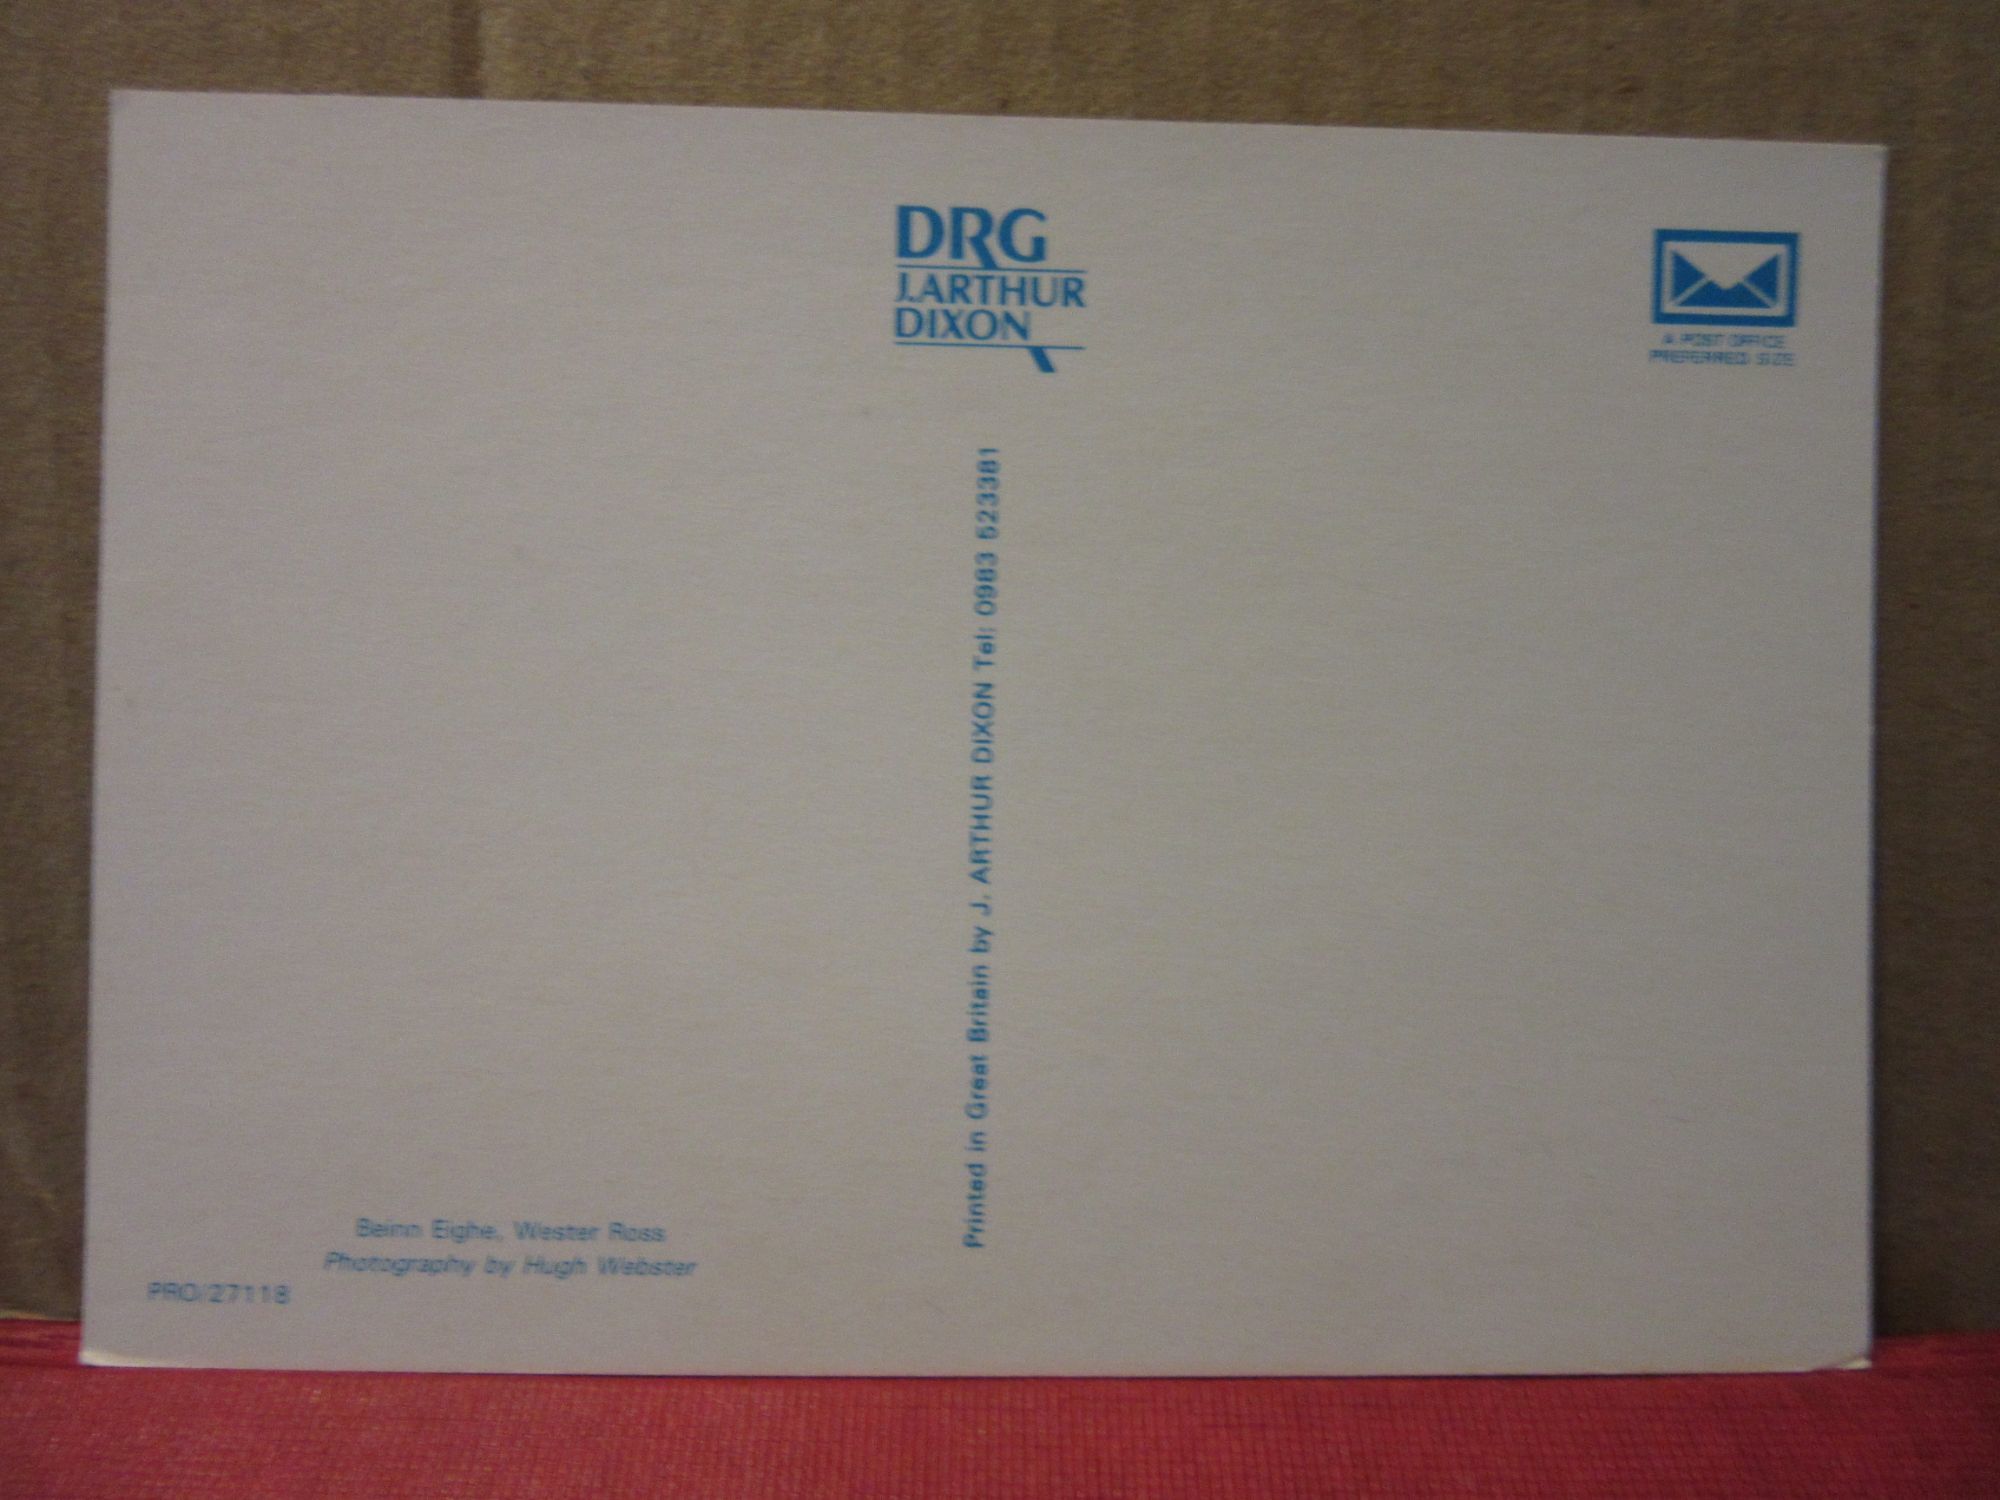 DRG
J.ARTHUR
DIXON
A POST OFFICE
PREFERRED SIZE
Printed in Great Britain by J. ARTHUR DIXON Tel: 0983 523381
Beinn Eighe, Wester Ross
Photography by Hugh Webster
PRO/27118